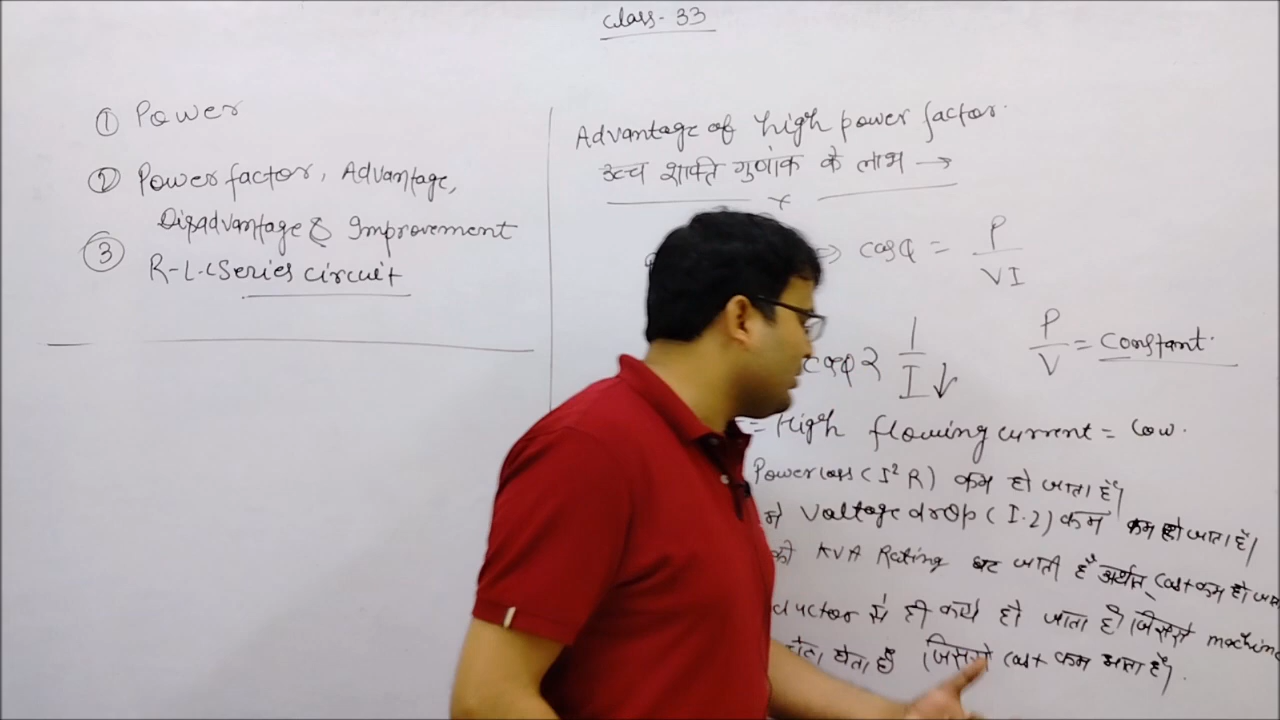 Class - 33
① Power
② Power factor, Advantage,
Disadvantage & Improvement
③ R-L-C Series circuit
Advantage of high power factor.
उच्च शक्ति गुणांक के लाभ →
⇒ cosφ = P/VI
cosφ ∝ 1/I ↓
P/V = Constant.
= High flowing current = Low.
Power loss (I²R) कम हो जाता है।
मे Voltage drop (I.Z) कम कम हो जाता है।
की KVA Rating घट जाती है अर्थात् Cost कम हो
ductor से ही कार्य हो जाता है। जिससे machine
होता है जिससे Cost कम आता है।